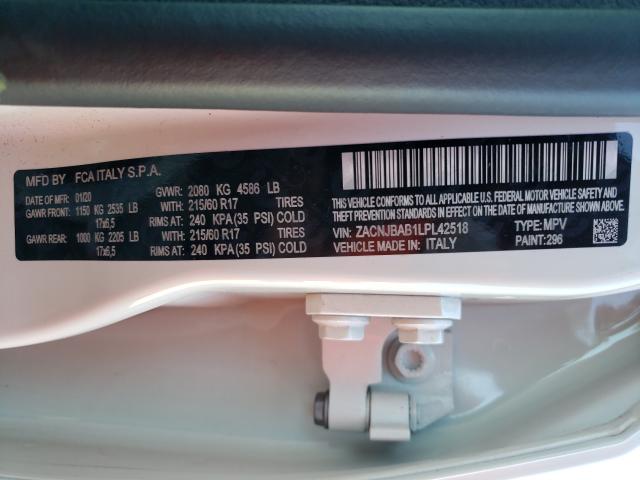 MFD BY FCA ITALY S.P.A.
DATE OF MFR 01/20 GVWR: 2080 KG 4586 LB
GAWR FRONT: 1150 KG 2535 LB WITH: 215/60 R17 TIRES
17x6,5 RIMS AT: 240 KPA (35 PSI) COLD
GAWR REAR: 1000 KG 2205 LB WITH: 215/60 R17 TIRES
17x6,5 RIMS AT: 240 KPA (35 PSI) COLD
THIS VEHICLE CONFORMS TO ALL APPLICABLE U.S. FEDERAL MOTOR VEHICLE SAFETY AND
THEFT PREVENTION STANDARDS IN EFFECT ON THE DATE OF MANUFACTURE SHOWN ABOVE
VIN: ZACNJBAB1LPL42518 TYPE: MPV
VEHICLE MADE IN: ITALY PAINT: 296